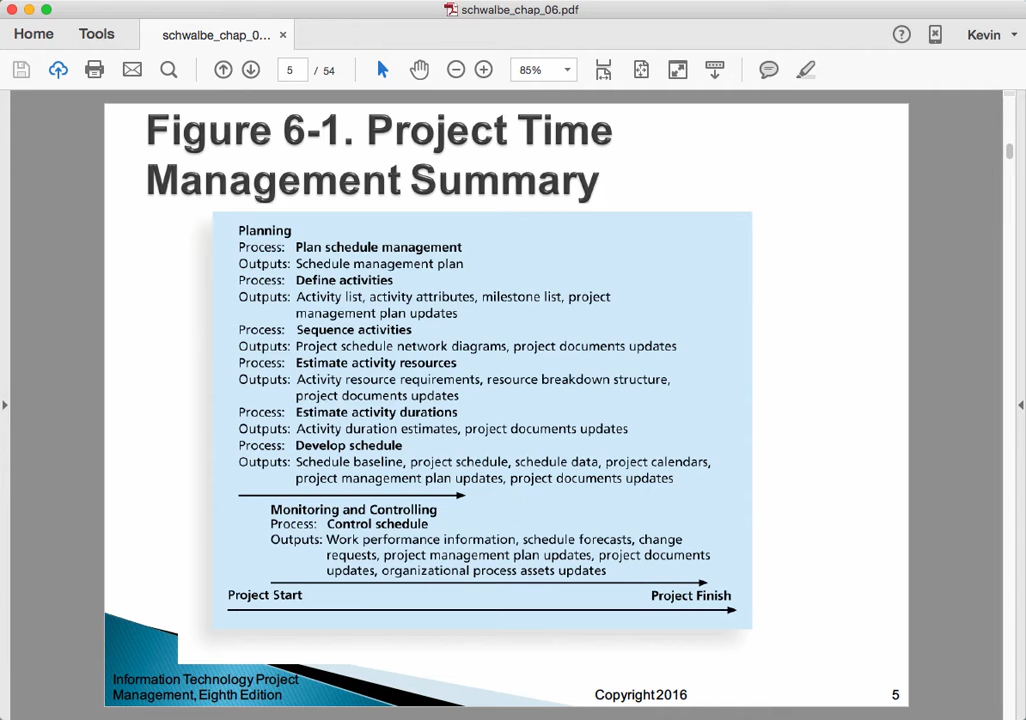 schwalbe_chap_06.pdf
Home Tools schwalbe_chap_0... × Kevin
5 / 54 85%
Figure 6-1. Project Time
Management Summary
Planning
Process: Plan schedule management
Outputs: Schedule management plan
Process: Define activities
Outputs: Activity list, activity attributes, milestone list, project
management plan updates
Process: Sequence activities
Outputs: Project schedule network diagrams, project documents updates
Process: Estimate activity resources
Outputs: Activity resource requirements, resource breakdown structure,
project documents updates
Process: Estimate activity durations
Outputs: Activity duration estimates, project documents updates
Process: Develop schedule
Outputs: Schedule baseline, project schedule, schedule data, project calendars,
project management plan updates, project documents updates
Monitoring and Controlling
Process: Control schedule
Outputs: Work performance information, schedule forecasts, change
requests, project management plan updates, project documents
updates, organizational process assets updates
Project Start Project Finish
Information Technology Project
Management, Eighth Edition Copyright 2016 5